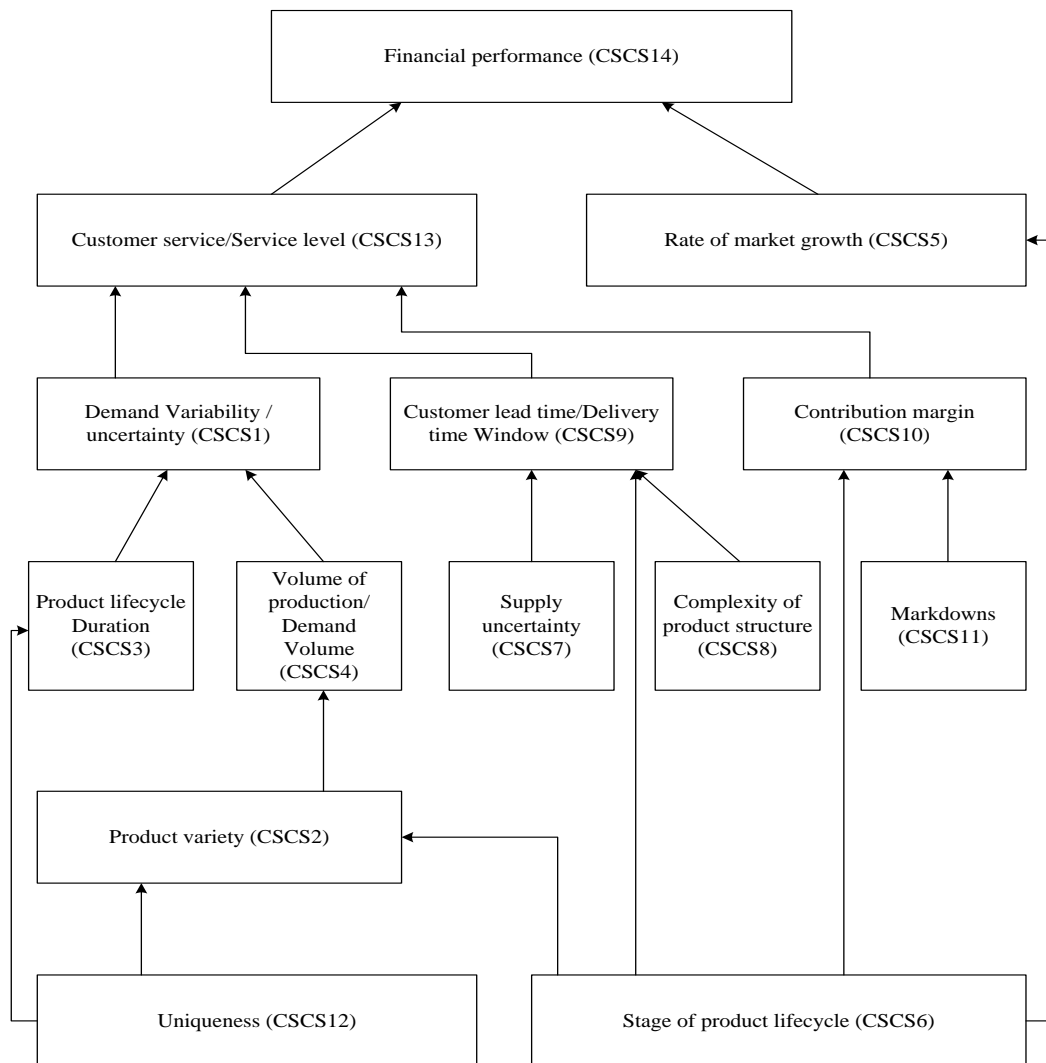 Financial performance (CSCS14)
Customer service/Service level (CSCS13)
Rate of market growth (CSCS5)
Demand Variability /
uncertainty (CSCS1)
Customer lead time/Delivery
time Window (CSCS9)
Contribution margin
(CSCS10)
Product lifecycle
Duration
(CSCS3)
Volume of
production/
Demand
Volume
(CSCS4)
Supply
uncertainty
(CSCS7)
Complexity of
product structure
(CSCS8)
Markdowns
(CSCS11)
Product variety (CSCS2)
Uniqueness (CSCS12)
Stage of product lifecycle (CSCS6)